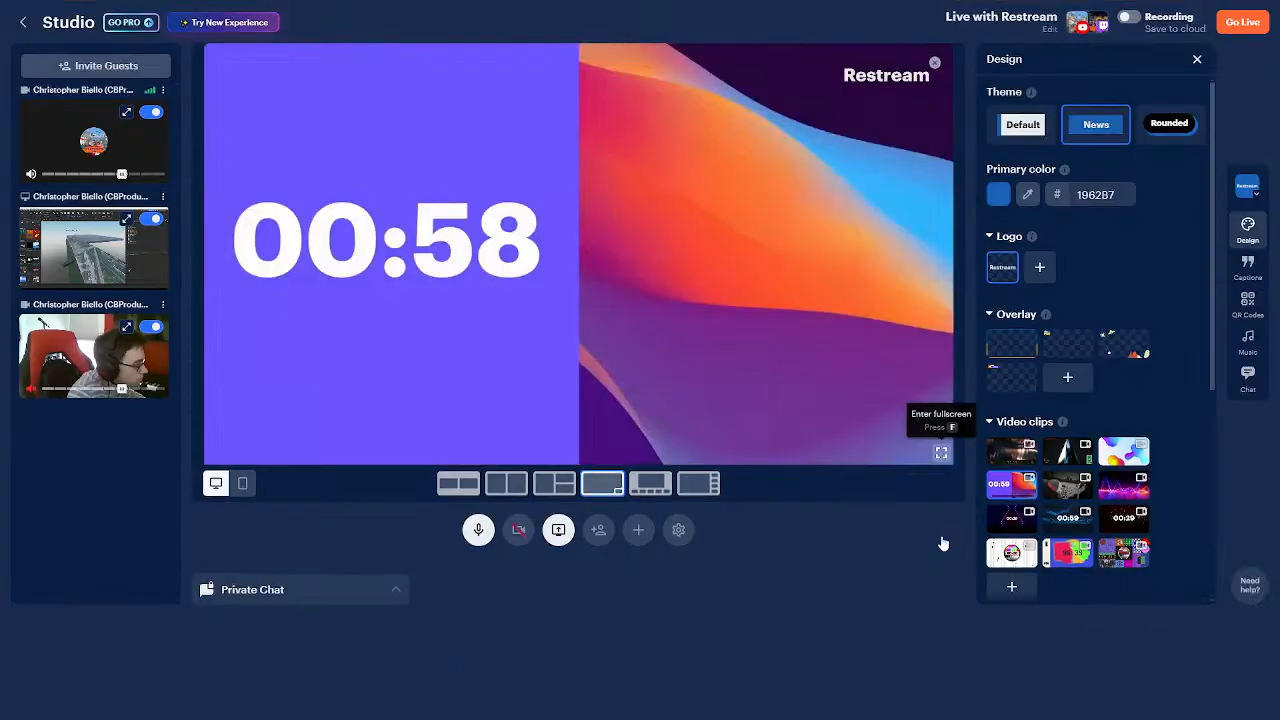 Studio
GO PRO
Try New Experience
Live with Restream
Edit
Recording
Save to cloud
Go Live
Invite Guests
Christopher Biello (CBPr...
Christopher Biello (CBProdu...
Christopher Biello (CBProdu...
00:58
Restream
Enter fullscreen
Press F
Private Chat
Design
Theme
Default
News
Rounded
Primary color
# 1962B7
Logo
Restream
Overlay
Video clips
00:59
00:59
00:29
Restream
Design
Captions
QR Codes
Music
Chat
Need
help?